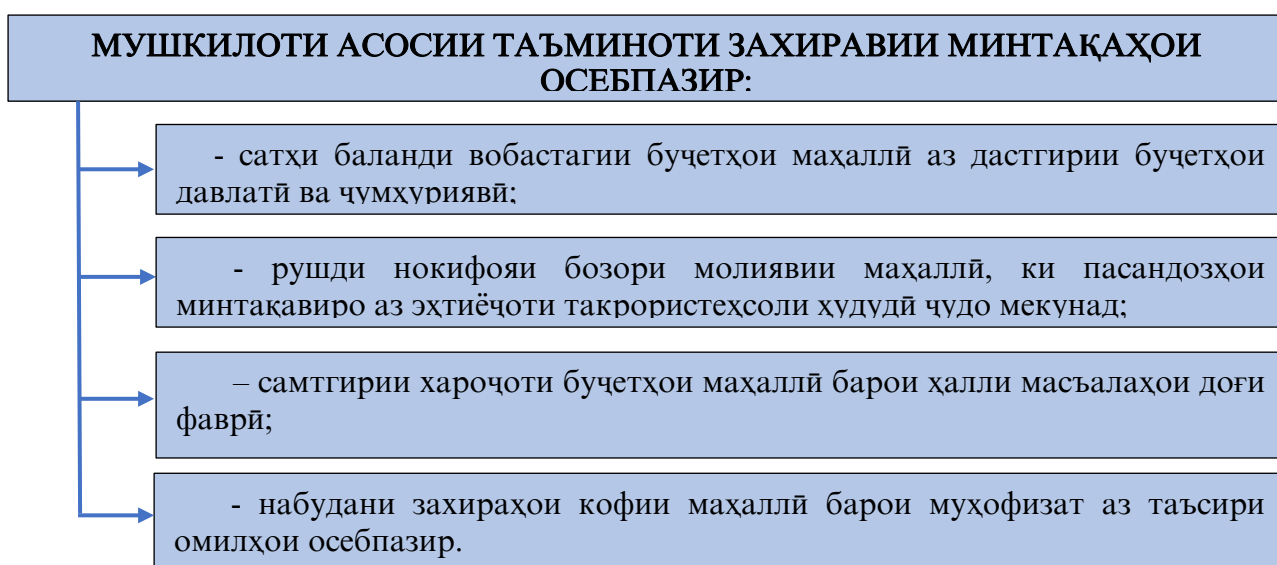 МУШКИЛОТИ АСОСИИ ТАЪМИНОТИ ЗАХИРАВИИ МИНТАҚАҲОИ
ОСЕБПАЗИР:
- сатҳи баланди вобастагии буҷетҳои маҳаллӣ аз дастгирии буҷетҳои
давлатӣ ва ҷумҳуриявӣ;
- рушди нокифояи бозори молиявии маҳаллӣ, ки пасандозҳои
минтақавиро аз эҳтиёҷоти такрористеҳсоли ҳудудӣ ҷудо мекунад;
– самтгирии хароҷоти буҷетҳои маҳаллӣ барои ҳалли масъалаҳои доғи
фаврӣ;
- набудани захираҳои кофии маҳаллӣ барои муҳофизат аз таъсири
омилҳои осебпазир.